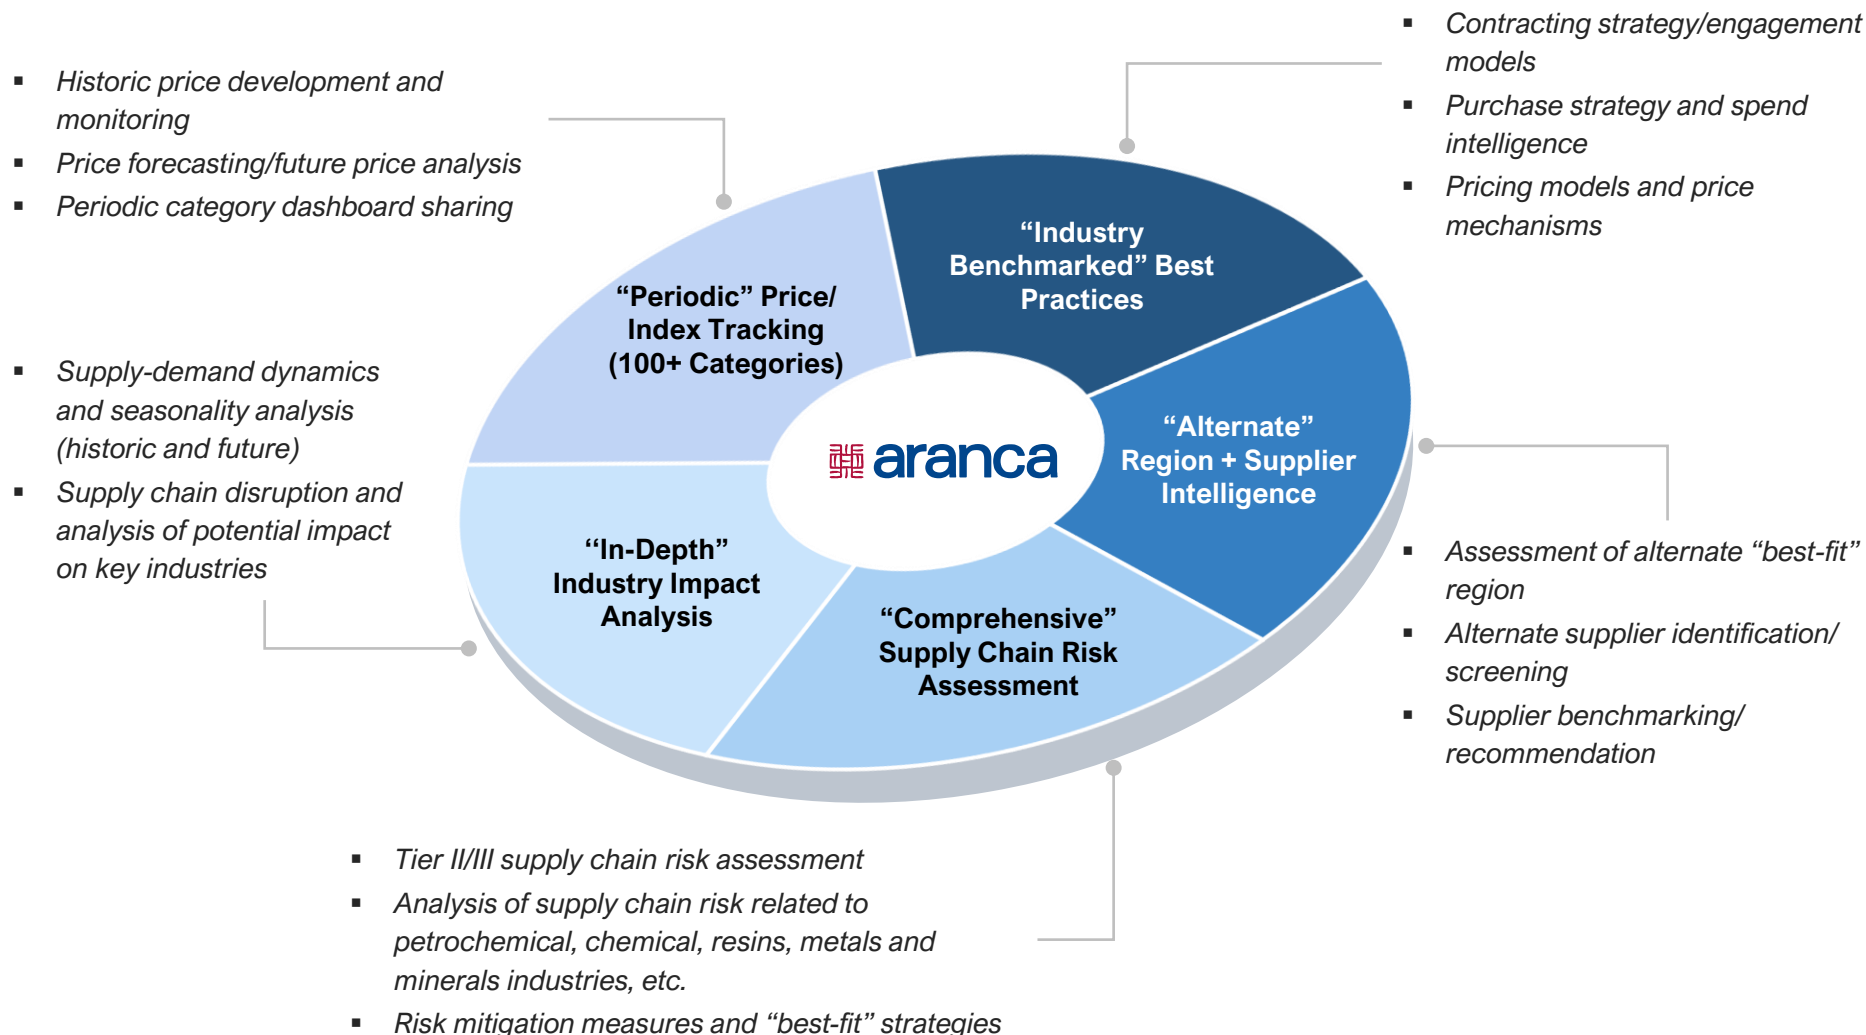 ▪ Contracting strategy/engagement
models
▪ Purchase strategy and spend
intelligence
▪ Pricing models and price
mechanisms
▪ Historic price development and
monitoring
▪ Price forecasting/future price analysis
▪ Periodic category dashboard sharing
“Industry
Benchmarked” Best
Practices
“Periodic” Price/
Index Tracking
(100+ Categories)
▪ Supply-demand dynamics
and seasonality analysis
(historic and future)
▪ Supply chain disruption and
analysis of potential impact
on key industries
aranca
“Alternate”
Region + Supplier
Intelligence
‘‘In-Depth”
Industry Impact
Analysis
“Comprehensive”
Supply Chain Risk
Assessment
▪ Assessment of alternate “best-fit”
region
▪ Alternate supplier identification/
screening
▪ Supplier benchmarking/
recommendation
▪ Tier II/III supply chain risk assessment
▪ Analysis of supply chain risk related to
petrochemical, chemical, resins, metals and
minerals industries, etc.
▪ Risk mitigation measures and “best-fit” strategies